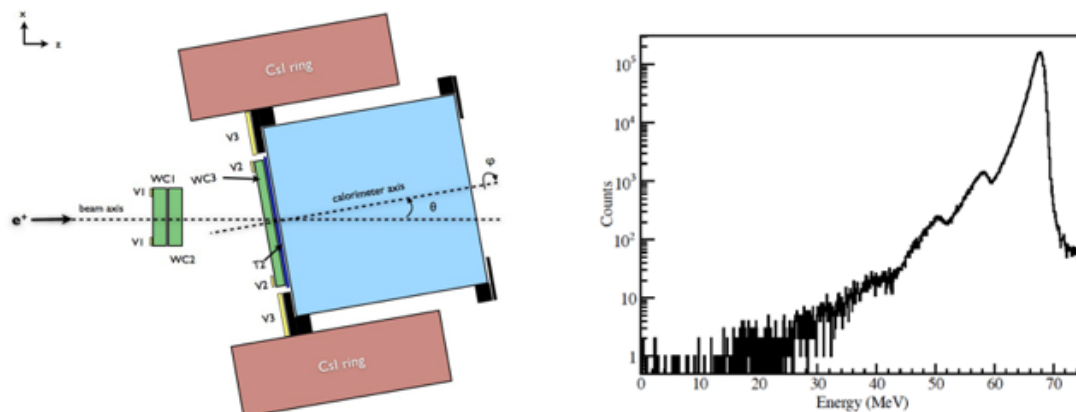 x
z
CsI ring
V3
V2
WC3
WC1
V1
beam axis
e+
V1
WC2
calorimeter axis
θ
φ
T2
V2
V3
CsI ring
Counts
10⁵
10⁴
10³
10²
10
1
0 10 20 30 40 50 60 70
Energy (MeV)